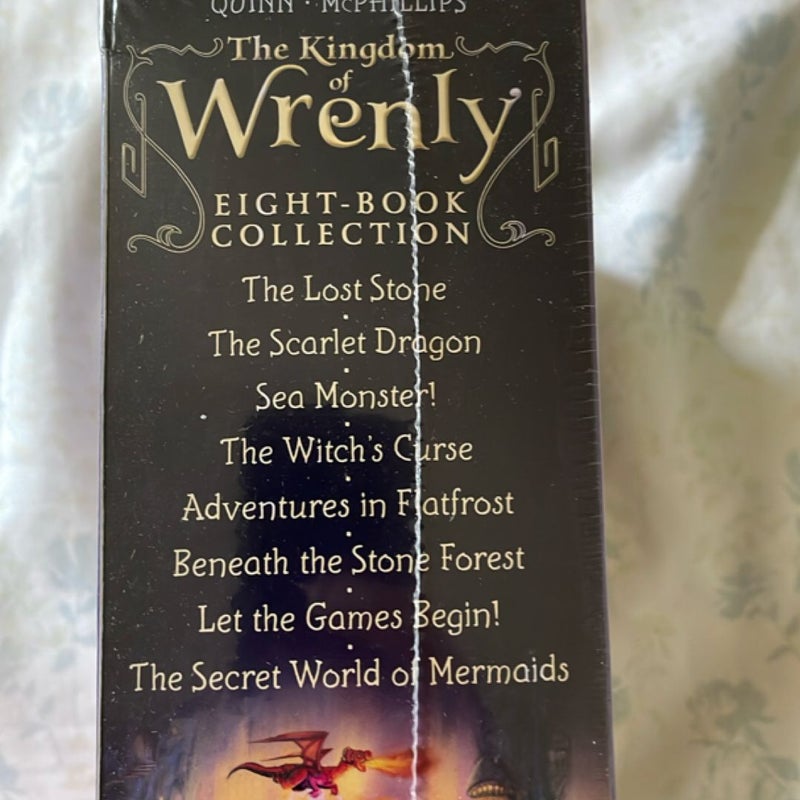 QUINN · McPHILLIPS
The Kingdom
of
Wrenly
EIGHT-BOOK
COLLECTION
The Lost Stone
·
The Scarlet Dragon
·
Sea Monster!
·
The Witch's Curse
·
Adventures in Flatfrost
·
Beneath the Stone Forest
·
Let the Games Begin!
·
The Secret World of Mermaids